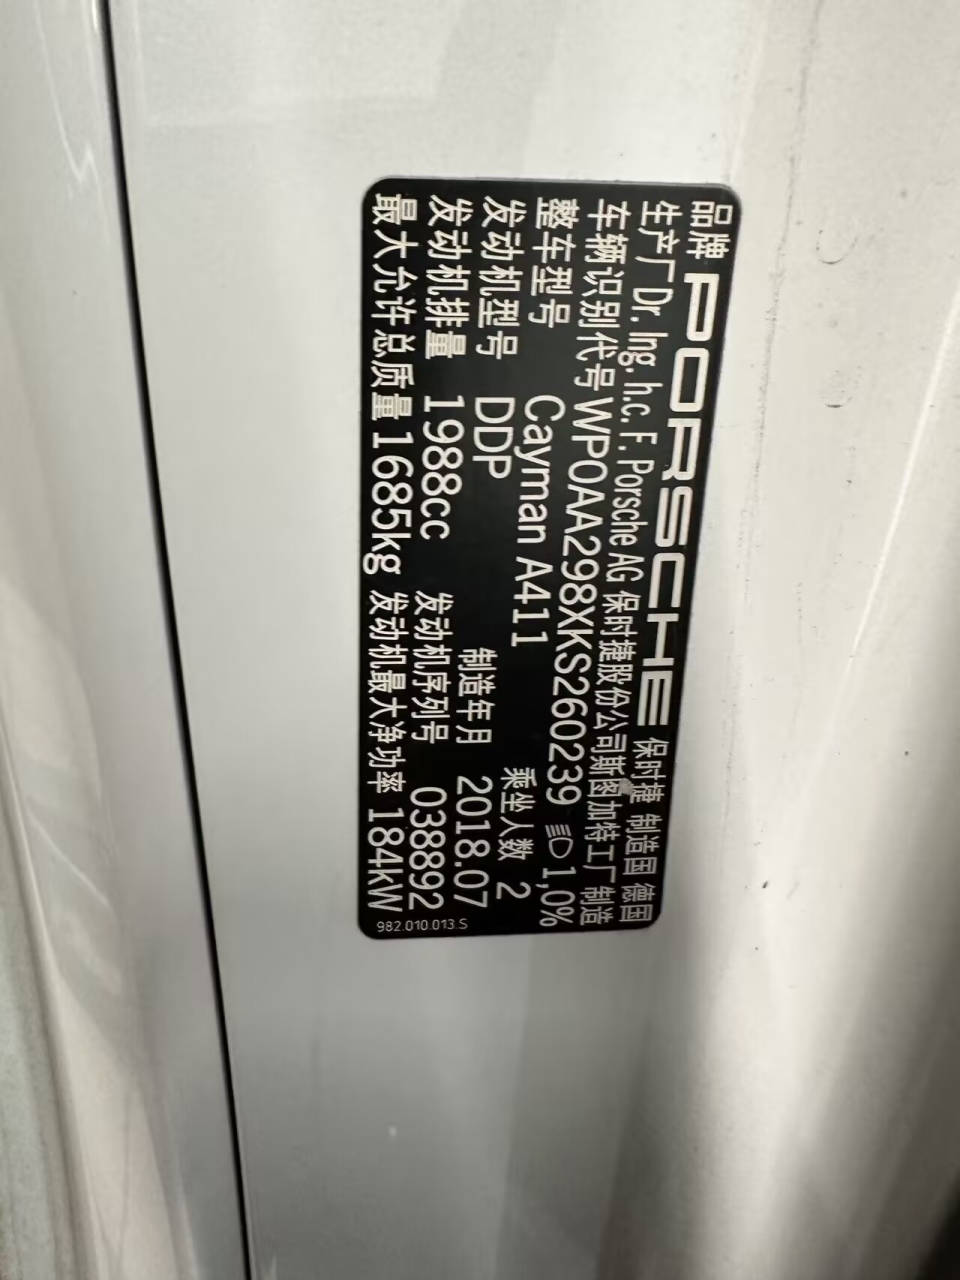 品牌 PORSCHE 保时捷 制造国 德国
生产厂 Dr. Ing. h.c. F. Porsche AG 保时捷股份公司斯图加特工厂 制造
车辆识别代号 WP0AA298XKS260239 1,0%
整车型号 Cayman A411 乘坐人数 2
发动机型号 DDP 制造年月 2018.07
发动机排量 1988cc 发动机序列号 038892
最大允许总质量 1685kg 发动机最大净功率 184kW
982.010.013.S